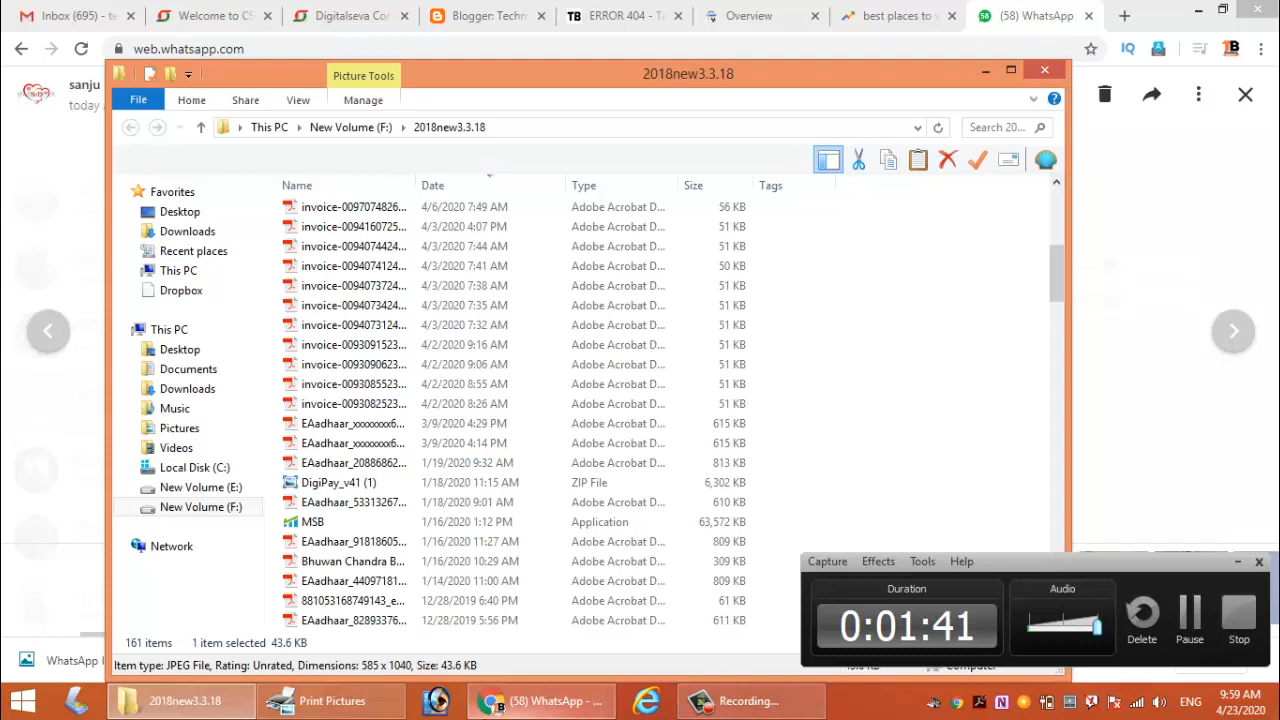 Inbox (695) - te
Welcome to CS
Digitalseva Cor
Blogger: Techn
ERROR 404 - Te
Overview
best places to s
(58) WhatsApp
web.whatsapp.com
sanju
today a
Picture Tools
2018new3.3.18
File
Home
Share
View
Manage
This PC
New Volume (F:)
2018new3.3.18
Search 20...
Name Date Type Size Tags
Favorites
Desktop
Downloads
Recent places
This PC
Dropbox
This PC
Desktop
Documents
Downloads
Music
Pictures
Videos
Local Disk (C:)
New Volume (E:)
New Volume (F:)
Network
invoice-0097074826... 4/6/2020 7:49 AM Adobe Acrobat D... 56 KB
invoice-0094160725... 4/3/2020 4:07 PM Adobe Acrobat D... 51 KB
invoice-0094074424... 4/3/2020 7:44 AM Adobe Acrobat D... 51 KB
invoice-0094074124... 4/3/2020 7:41 AM Adobe Acrobat D... 50 KB
invoice-0094073724... 4/3/2020 7:38 AM Adobe Acrobat D... 51 KB
invoice-0094073424... 4/3/2020 7:35 AM Adobe Acrobat D... 51 KB
invoice-0094073124... 4/3/2020 7:32 AM Adobe Acrobat D... 51 KB
invoice-0093091523... 4/2/2020 9:16 AM Adobe Acrobat D... 51 KB
invoice-0093090623... 4/2/2020 9:06 AM Adobe Acrobat D... 51 KB
invoice-0093085523... 4/2/2020 8:55 AM Adobe Acrobat D... 51 KB
invoice-0093082523... 4/2/2020 8:26 AM Adobe Acrobat D... 51 KB
EAadhaar_xxxxxxxx6... 3/9/2020 4:29 PM Adobe Acrobat D... 615 KB
EAadhaar_xxxxxxxx6... 3/9/2020 4:14 PM Adobe Acrobat D... 615 KB
EAadhaar_20886862... 1/19/2020 9:32 AM Adobe Acrobat D... 813 KB
DigiPay_v41 (1) 1/18/2020 11:15 AM ZIP File 6,302 KB
EAadhaar_53313267... 1/18/2020 9:01 AM Adobe Acrobat D... 610 KB
MSB 1/16/2020 1:12 PM Application 63,572 KB
EAadhaar_91818605... 1/16/2020 11:27 AM Adobe Acrobat D... 809 KB
Bhuwan Chandra B... 1/16/2020 10:29 AM Adobe Acrobat D... 309 KB
EAadhaar_44097181... 1/14/2020 11:00 AM Adobe Acrobat D...
12/28/2019 6:40 PM Adobe Acrobat D...
EAadhaar_82893776... 12/28/2019 5:56 PM Adobe Acrobat D... 611 KB
161 items 1 item selected 43.6 KB
Item type: JPEG File, Rating: Unrated, Dimensions: 585 x 1040, Size: 43.6 KB
Capture Effects Tools Help
Duration
0:01:41
Audio
Delete
Pause
Stop
Computer
WhatsApp I
2018new3.3.18
Print Pictures
(58) WhatsApp - ...
Recording...
ENG
9:59 AM
4/23/2020